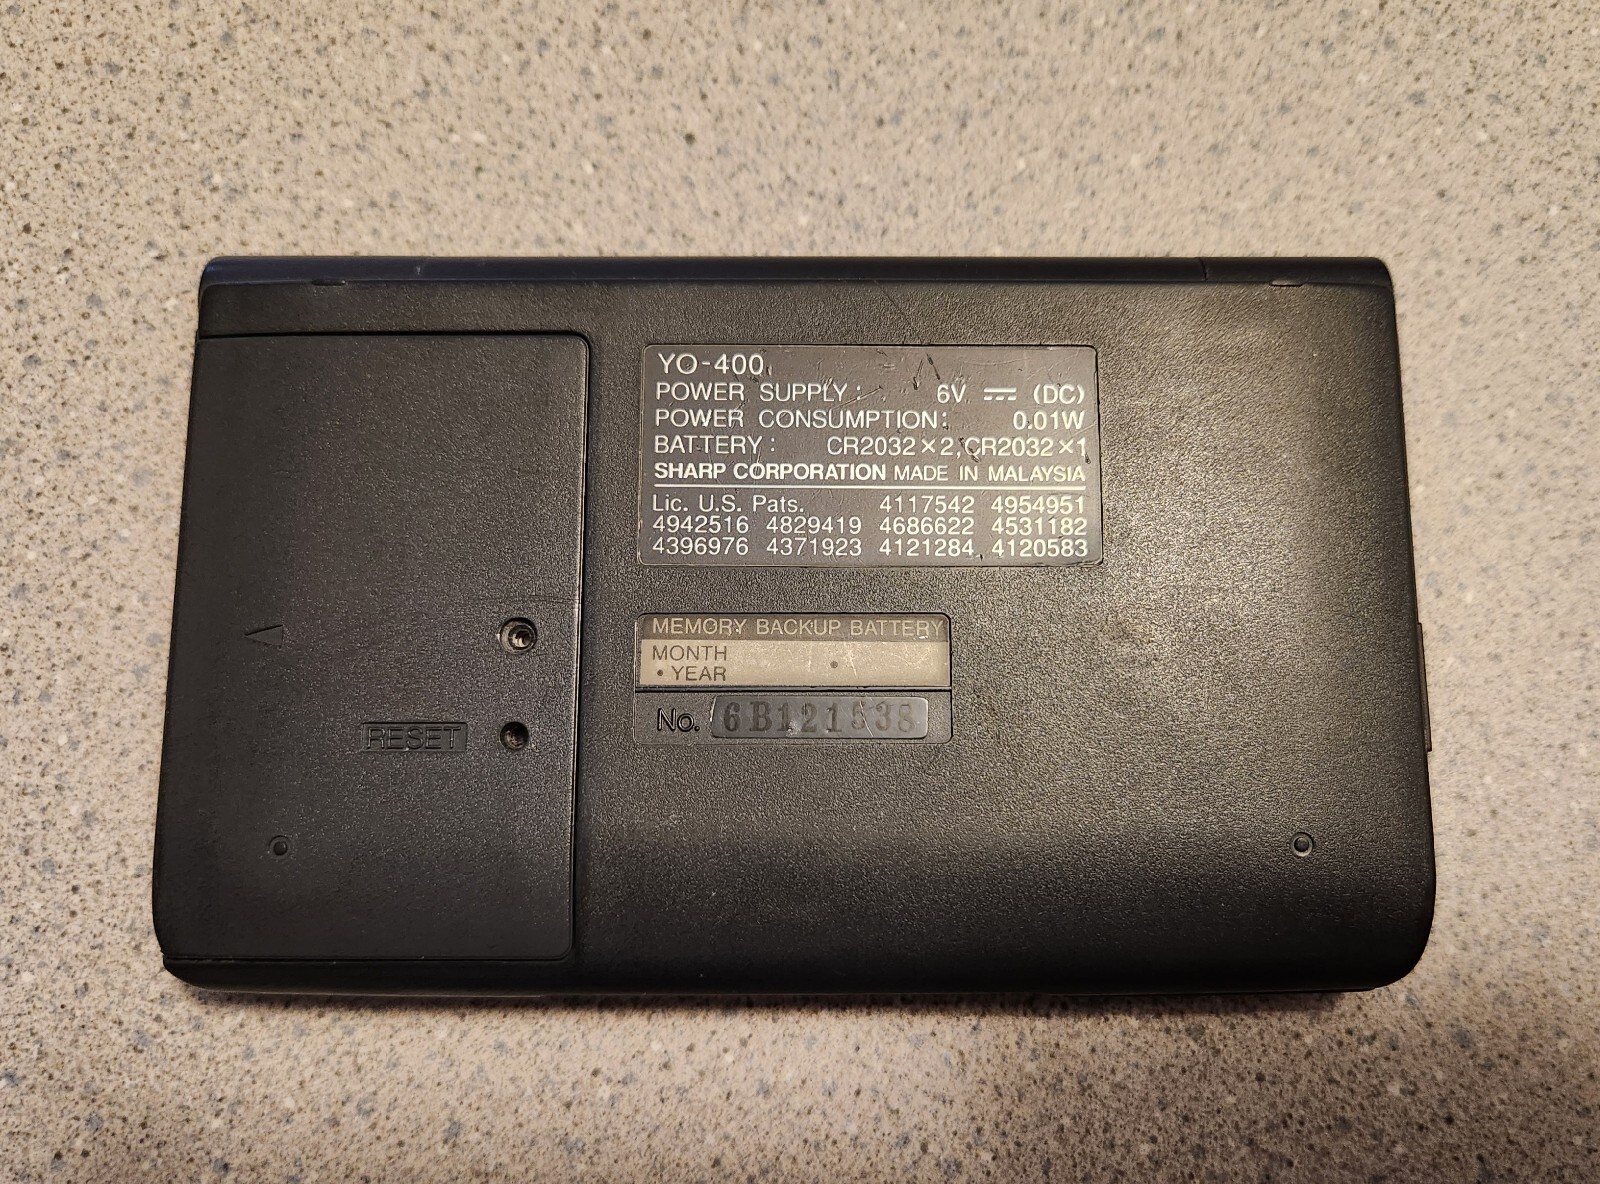 YO-400
POWER SUPPLY: 6V ⎓ (DC)
POWER CONSUMPTION: 0.01W
BATTERY: CR2032×2, CR2032×1
SHARP CORPORATION MADE IN MALAYSIA
Lic. U.S. Pats. 4117542 4954951
4942516 4829419 4686622 4531182
4396976 4371923 4121284 4120583
MEMORY BACKUP BATTERY
MONTH
• YEAR
No. 6B121538
RESET